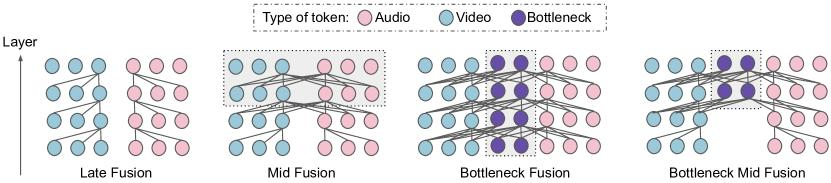 Type of token: Audio Video Bottleneck
Layer
Late Fusion
Mid Fusion
Bottleneck Fusion
Bottleneck Mid Fusion